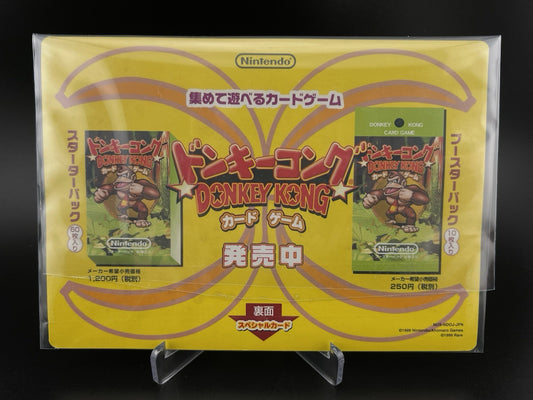 Nintendo
集めて遊べるカードゲーム
スターターパック
60枚入り
ドンキーコング
DONKEY KONG
Nintendo
メーカー希望小売価格
1,200円(税別)
ドンキーコング
DONKEY KONG
カード ゲーム
発売中
DONKEY KONG
CARD GAME
ドンキーコング
DONKEY KONG
Nintendo
ブースターパック
10枚入り
メーカー希望小売価格
250円(税別)
裏面
スペシャルカード
©1999 Rare